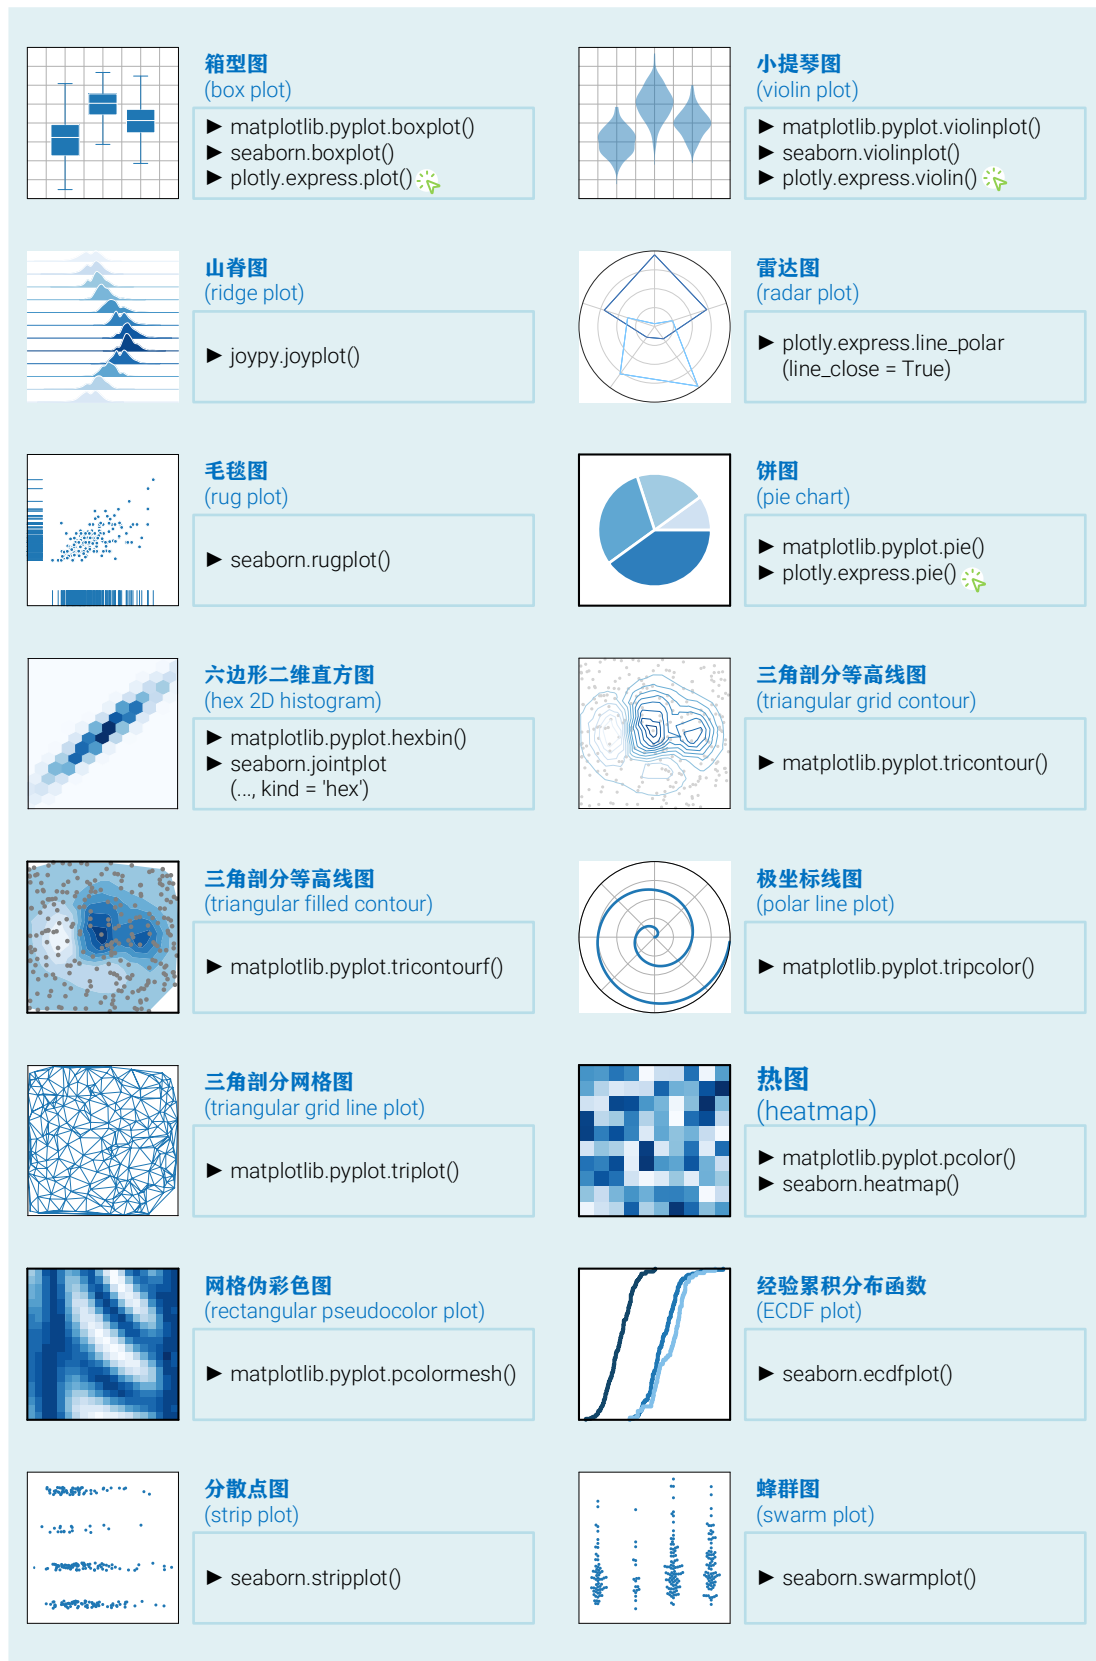 箱型图
(box plot)
► matplotlib.pyplot.boxplot()
► seaborn.boxplot()
► plotly.express.plot()
小提琴图
(violin plot)
► matplotlib.pyplot.violinplot()
► seaborn.violinplot()
► plotly.express.violin()
山脊图
(ridge plot)
► joypy.joyplot()
雷达图
(radar plot)
► plotly.express.line_polar
(line_close = True)
毛毯图
(rug plot)
► seaborn.rugplot()
饼图
(pie chart)
► matplotlib.pyplot.pie()
► plotly.express.pie()
六边形二维直方图
(hex 2D histogram)
► matplotlib.pyplot.hexbin()
► seaborn.jointplot
(..., kind = 'hex')
三角剖分等高线图
(triangular grid contour)
► matplotlib.pyplot.tricontour()
三角剖分等高线图
(triangular filled contour)
► matplotlib.pyplot.tricontourf()
极坐标线图
(polar line plot)
► matplotlib.pyplot.tripcolor()
三角剖分网格图
(triangular grid line plot)
► matplotlib.pyplot.triplot()
热图
(heatmap)
► matplotlib.pyplot.pcolor()
► seaborn.heatmap()
网格伪彩色图
(rectangular pseudocolor plot)
► matplotlib.pyplot.pcolormesh()
经验累积分布函数
(ECDF plot)
► seaborn.ecdfplot()
分散点图
(strip plot)
► seaborn.stripplot()
蜂群图
(swarm plot)
► seaborn.swarmplot()